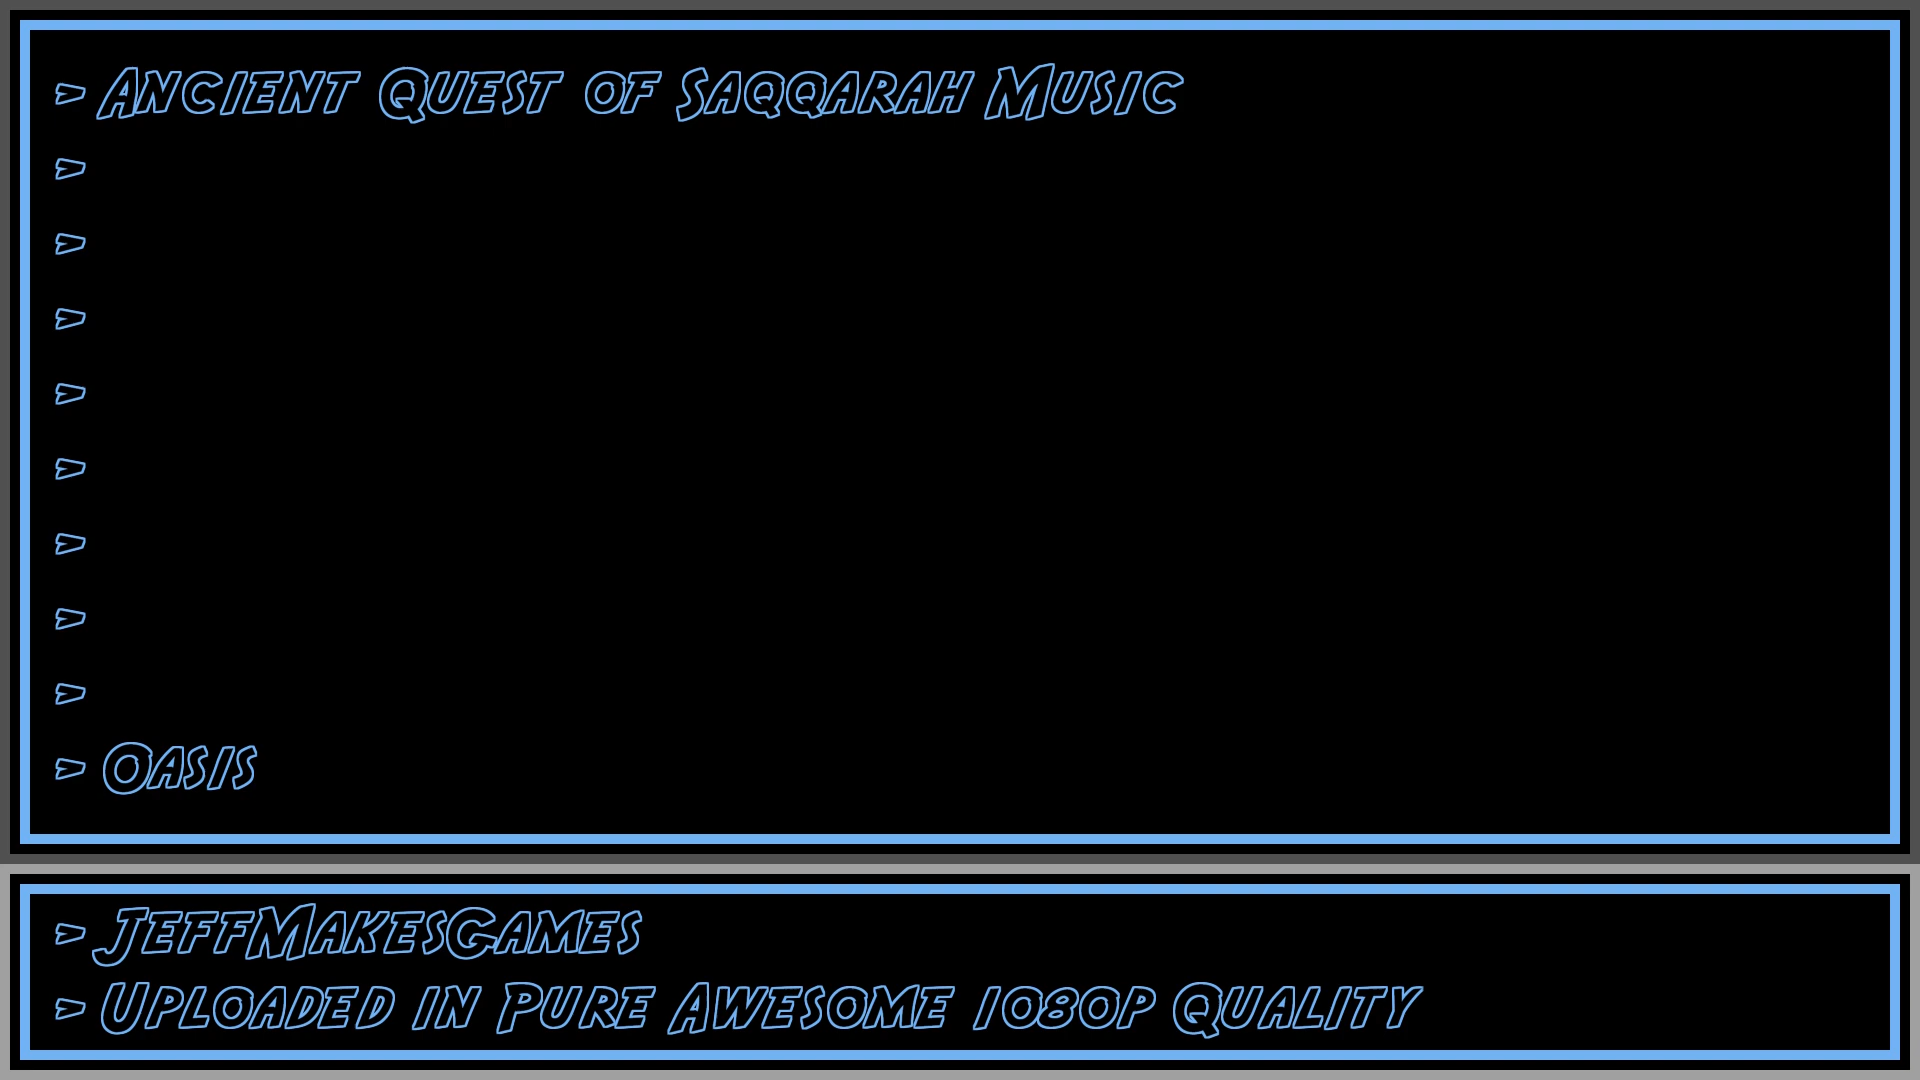 > Ancient Quest of Saqqarah Music
>
>
>
>
>
>
>
>
> Oasis
> JeffMakesGames
> Uploaded in Pure Awesome 1080p Quality